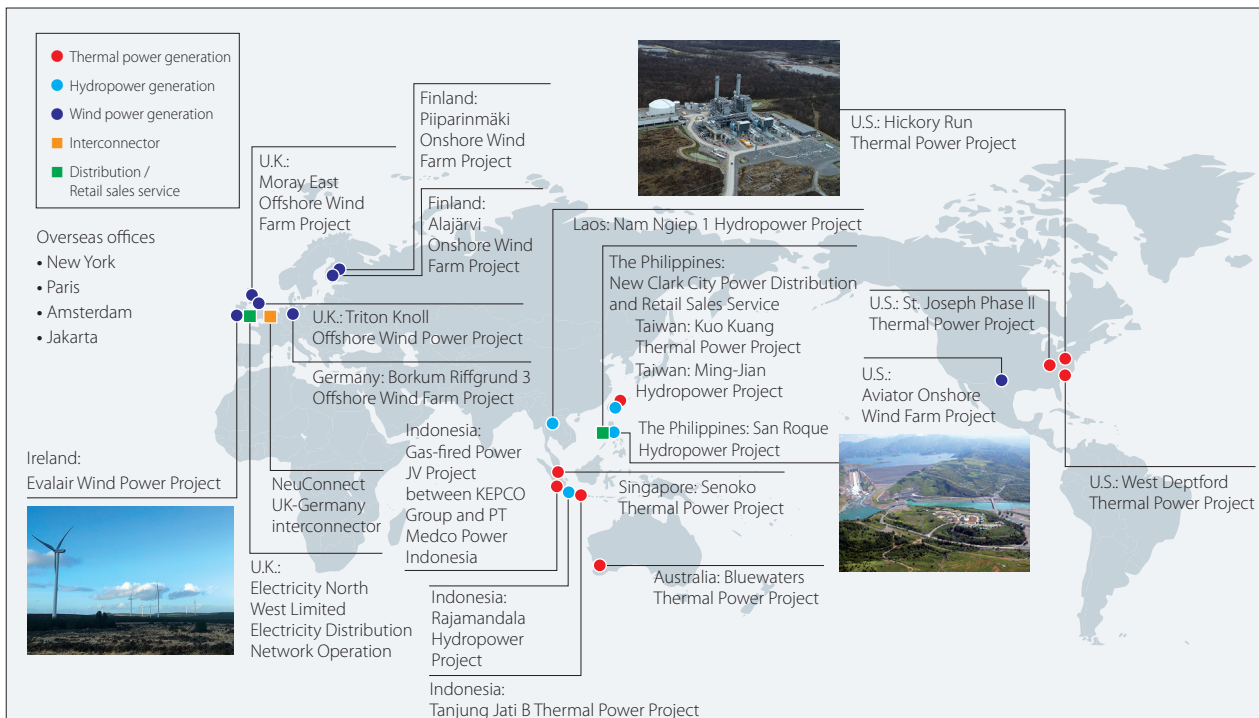 Thermal power generation
Hydropower generation
Wind power generation
Interconnector
Distribution /
Retail sales service
Overseas offices
• New York
• Paris
• Amsterdam
• Jakarta
U.K.:
Moray East
Offshore Wind
Farm Project
Finland:
Piiparinmäki
Onshore Wind
Farm Project
Finland:
Alajärvi
Onshore Wind
Farm Project
U.S.: Hickory Run
Thermal Power Project
Laos: Nam Ngiep 1 Hydropower Project
The Philippines:
New Clark City Power Distribution
and Retail Sales Service
Taiwan: Kuo Kuang
Thermal Power Project
Taiwan: Ming-Jian
Hydropower Project
The Philippines: San Roque
Hydropower Project
U.S.: St. Joseph Phase II
Thermal Power Project
U.S.:
Aviator Onshore
Wind Farm Project
U.S.: West Deptford
Thermal Power Project
U.K.: Triton Knoll
Offshore Wind Power Project
Germany: Borkum Riffgrund 3
Offshore Wind Farm Project
Ireland:
Evalair Wind Power Project
NeuConnect
UK-Germany
interconnector
Indonesia:
Gas-fired Power
JV Project
between KEPCO
Group and PT
Medco Power
Indonesia
Singapore: Senoko
Thermal Power Project
Australia: Bluewaters
Thermal Power Project
U.K.:
Electricity North
West Limited
Electricity Distribution
Network Operation
Indonesia:
Rajamandala
Hydropower
Project
Indonesia:
Tanjung Jati B Thermal Power Project